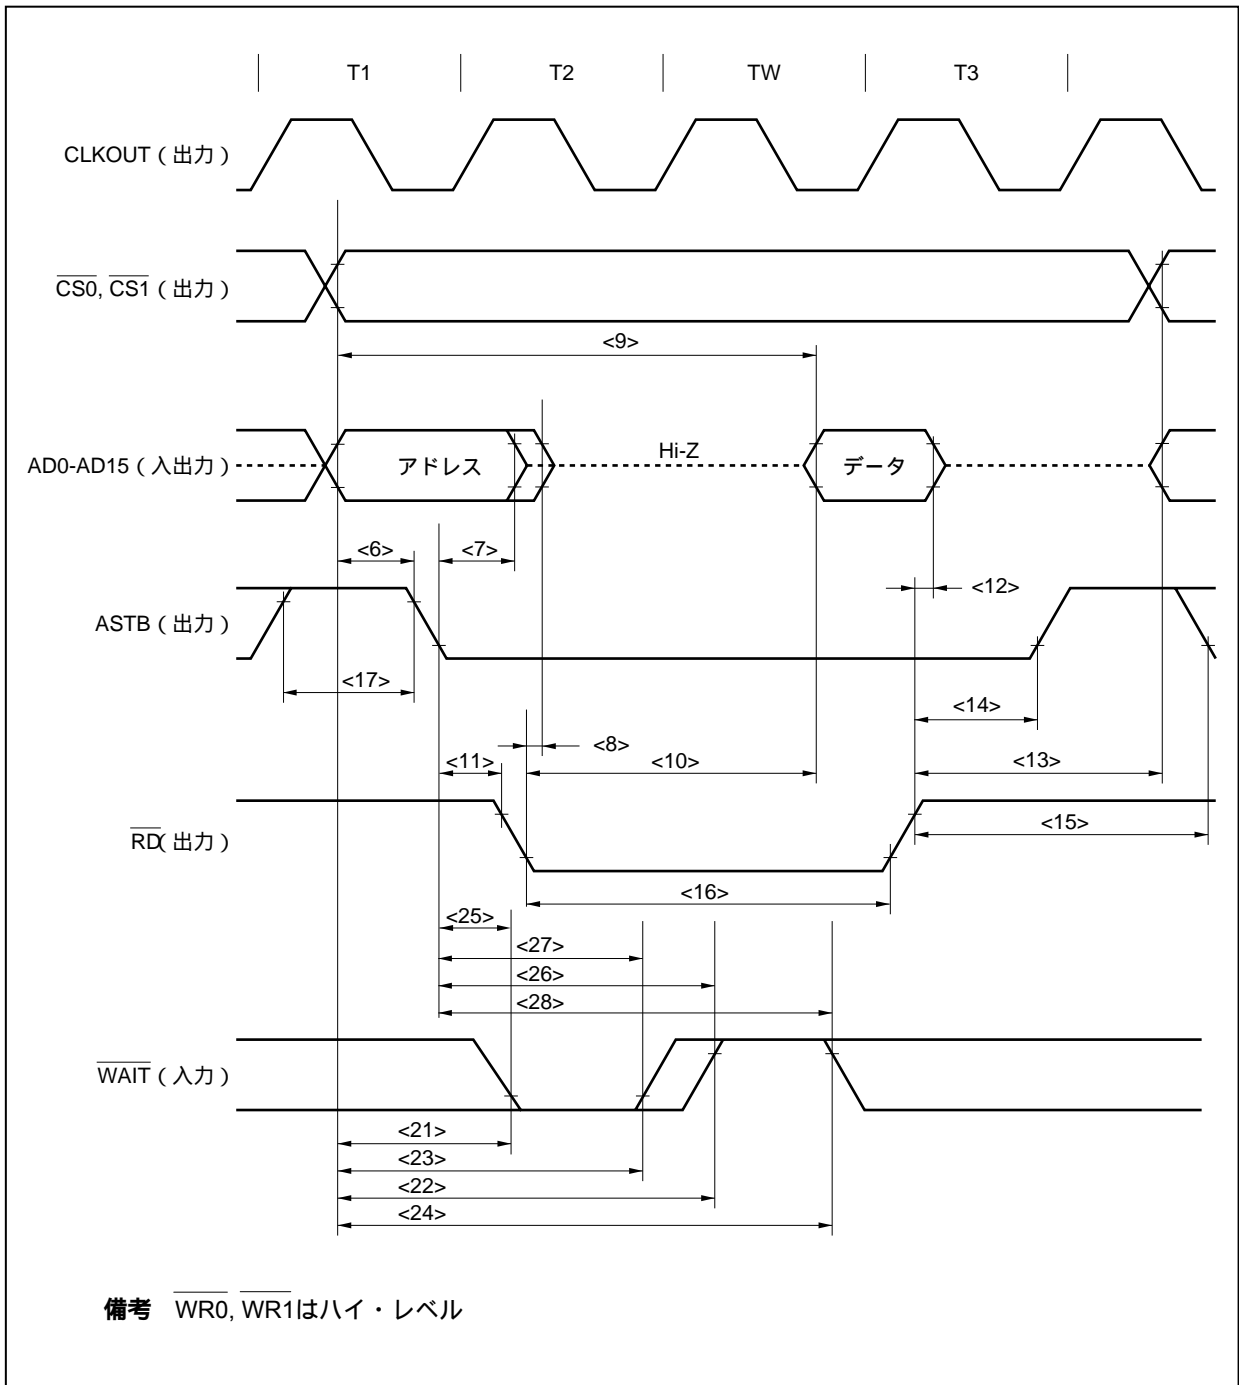 T1 T2 TW T3
CLKOUT(出力)
CS0, CS1(出力)
<9>
AD0-AD15(入出力) アドレス Hi-Z データ
<6> <7>
<12>
ASTB(出力)
<17>
<14>
<8>
<11> <10> <13>
RD(出力)
<15>
<16>
<25>
<27>
<26>
<28>
WAIT(入力)
<21>
<23>
<22>
<24>
備考 WR0, WR1はハイ・レベル